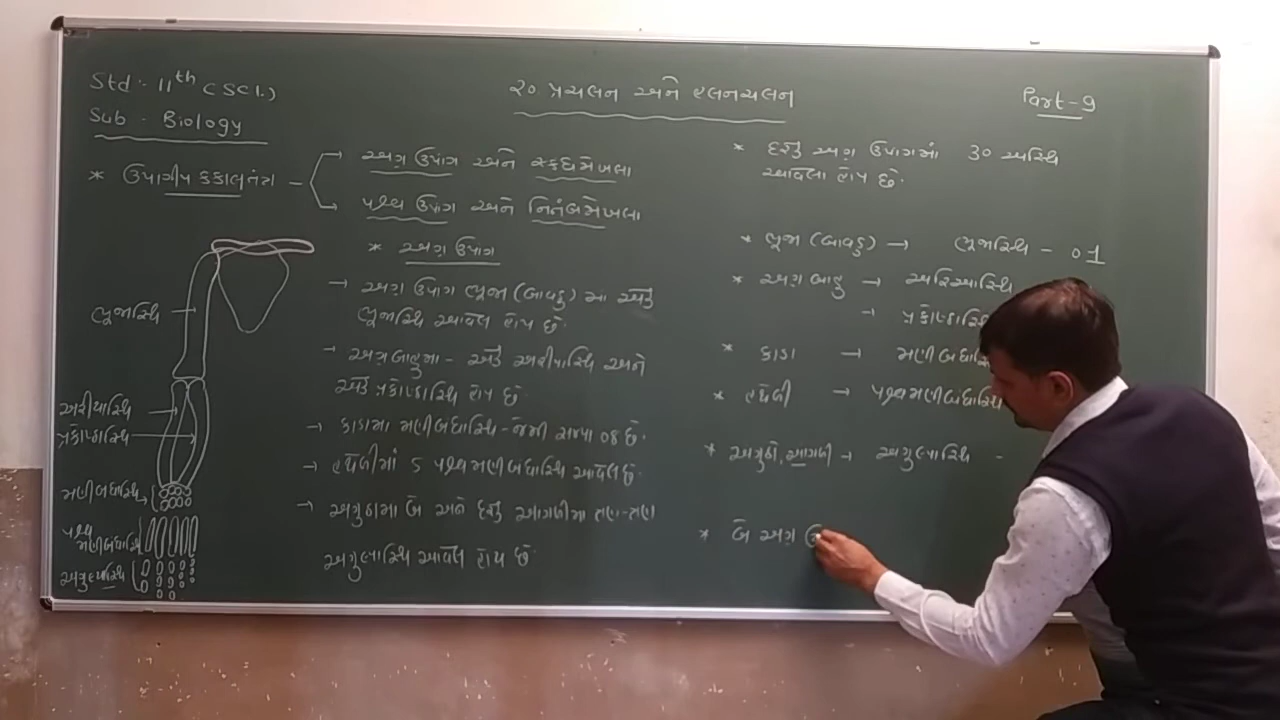 Std :- 11th (SCI.)
Sub - Biology
૨૦ પ્રચલન અને હલનચલન
Part-9
* ઉપાંગીય કંકાલતંત્ર -
→ અગ્ર ઉપાંગ અને સ્કંધમેખલા
→ પશ્ચ ઉપાંગ અને નિતંબમેખલા
* અગ્ર ઉપાંગ
→ અગ્ર ઉપાંગ ભૂજા (બાવડુ) માં એક
ભૂજાસ્થિ આવેલ હોય છે.
→ અગ્રબાહુમાં - એક અરીયાસ્થિ અને
એક પ્રકોષ્ઠાસ્થિ હોય છે.
→ કાંડામાં મણીબંધાસ્થિ - જેની સંખ્યા 08 છે.
→ હથેળીમાં 5 પશ્ચમણીબંધાસ્થિ આવેલ છે.
→ અંગુઠામાં બે અને દરેક આંગળીમાં ત્રણ-ત્રણ
અંગુલ્યાસ્થિ આવેલ હોય છે.
ભૂજાસ્થિ
અરીયાસ્થિ
પ્રકોષ્ઠાસ્થિ
મણીબંધાસ્થિ
પશ્ચ
મણીબંધાસ્થિ
અંગુલ્યાસ્થિ
* દરેક અગ્ર ઉપાંગમાં 30 અસ્થિ
આવેલા હોય છે.
* ભૂજા (બાવડુ) → ભૂજાસ્થિ - 01
* અગ્ર બાહુ → અરિયાસ્થિ
→ પ્રકોષ્ઠાસ્થિ
* કાંડા → મણીબંધાસ્થિ
* હથેળી → પશ્ચમણીબંધાસ્થિ
* અંગુઠો, આંગળી → અંગુલ્યાસ્થિ -
* બે અગ્ર ઉ